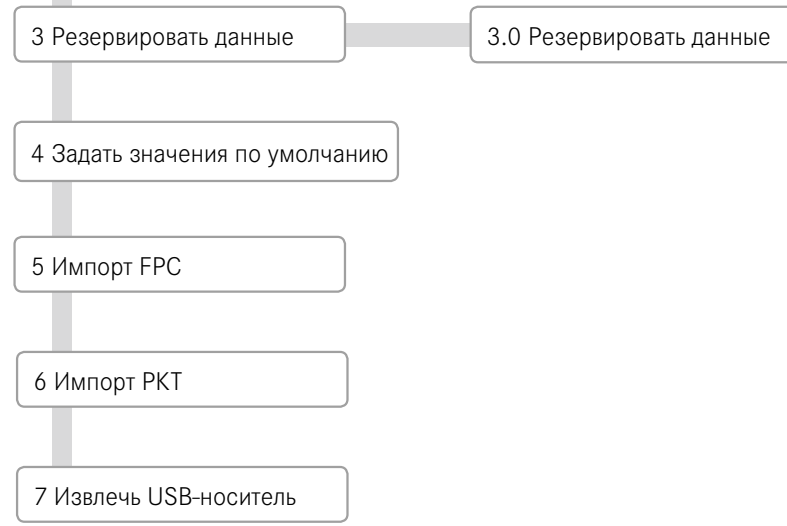 3 Резервировать данные
3.0 Резервировать данные
4 Задать значения по умолчанию
5 Импорт FPC
6 Импорт PKT
7 Извлечь USB-носитель